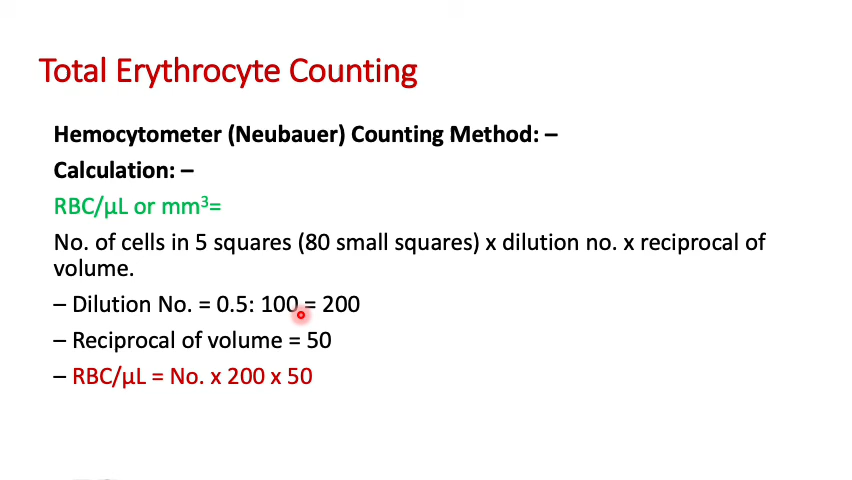 Total Erythrocyte Counting
Hemocytometer (Neubauer) Counting Method: –
Calculation: –
RBC/µL or mm³=
No. of cells in 5 squares (80 small squares) x dilution no. x reciprocal of
volume.
– Dilution No. = 0.5: 100 = 200
– Reciprocal of volume = 50
– RBC/µL = No. x 200 x 50